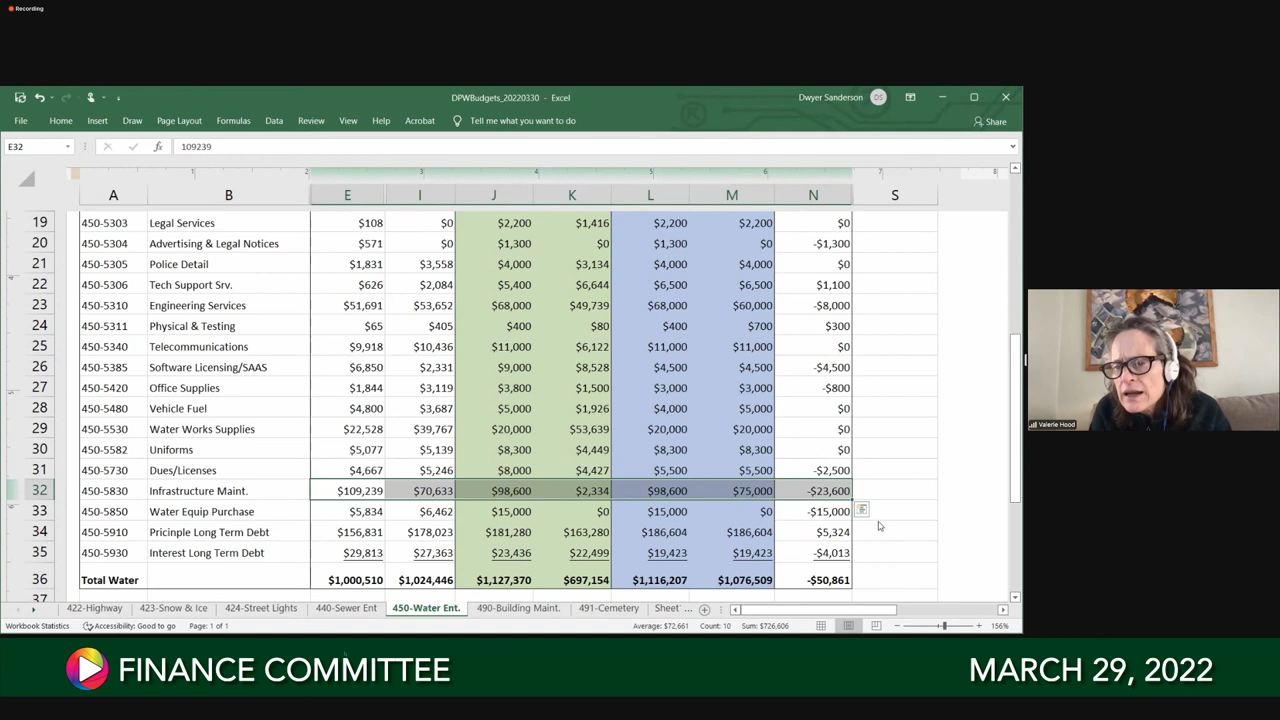 Recording
DPWBudgets_20220330 - Excel
Dwyer Sanderson DS
File Home Insert Draw Page Layout Formulas Data Review View Help Acrobat Tell me what you want to do Share
E32 fx 109239
A B E I J K L M N S
19 450-5303 Legal Services $108 $0 $2,200 $1,416 $2,200 $2,200 $0
20 450-5304 Advertising & Legal Notices $571 $0 $1,300 $0 $1,300 $0 -$1,300
21 450-5305 Police Detail $1,831 $3,558 $4,000 $3,134 $4,000 $4,000 $0
22 450-5306 Tech Support Srv. $626 $2,084 $5,400 $6,644 $6,500 $6,500 $1,100
23 450-5310 Engineering Services $51,691 $53,652 $68,000 $49,739 $68,000 $60,000 -$8,000
24 450-5311 Physical & Testing $65 $405 $400 $80 $400 $700 $300
25 450-5340 Telecommunications $9,918 $10,436 $11,000 $6,122 $11,000 $11,000 $0
26 450-5385 Software Licensing/SAAS $6,850 $2,331 $9,000 $8,528 $4,500 $4,500 -$4,500
27 450-5420 Office Supplies $1,844 $3,119 $3,800 $1,500 $3,000 $3,000 -$800
28 450-5480 Vehicle Fuel $4,800 $3,687 $5,000 $1,926 $4,000 $5,000 $0
29 450-5530 Water Works Supplies $22,528 $39,767 $20,000 $53,639 $20,000 $20,000 $0
30 450-5582 Uniforms $5,077 $5,139 $8,300 $4,449 $8,300 $8,300 $0
31 450-5730 Dues/Licenses $4,667 $5,246 $8,000 $4,427 $5,500 $5,500 -$2,500
32 450-5830 Infrastructure Maint. $109,239 $70,633 $98,600 $2,334 $98,600 $75,000 -$23,600
33 450-5850 Water Equip Purchase $5,834 $6,462 $15,000 $0 $15,000 $0 -$15,000
34 450-5910 Pricinple Long Term Debt $156,831 $178,023 $181,280 $163,280 $186,604 $186,604 $5,324
35 450-5930 Interest Long Term Debt $29,813 $27,363 $23,436 $22,499 $19,423 $19,423 -$4,013
36 Total Water $1,000,510 $1,024,446 $1,127,370 $697,154 $1,116,207 $1,076,509 -$50,861
37
422-Highway 423-Snow & Ice 424-Street Lights 440-Sewer Ent 450-Water Ent. 490-Building Maint. 491-Cemetery Sheet ...
Workbook Statistics Accessibility: Good to go Page: 1 of 1 Average: $72,661 Count: 10 Sum: $726,606 156%
Valerie Hood
FINANCE COMMITTEE
MARCH 29, 2022